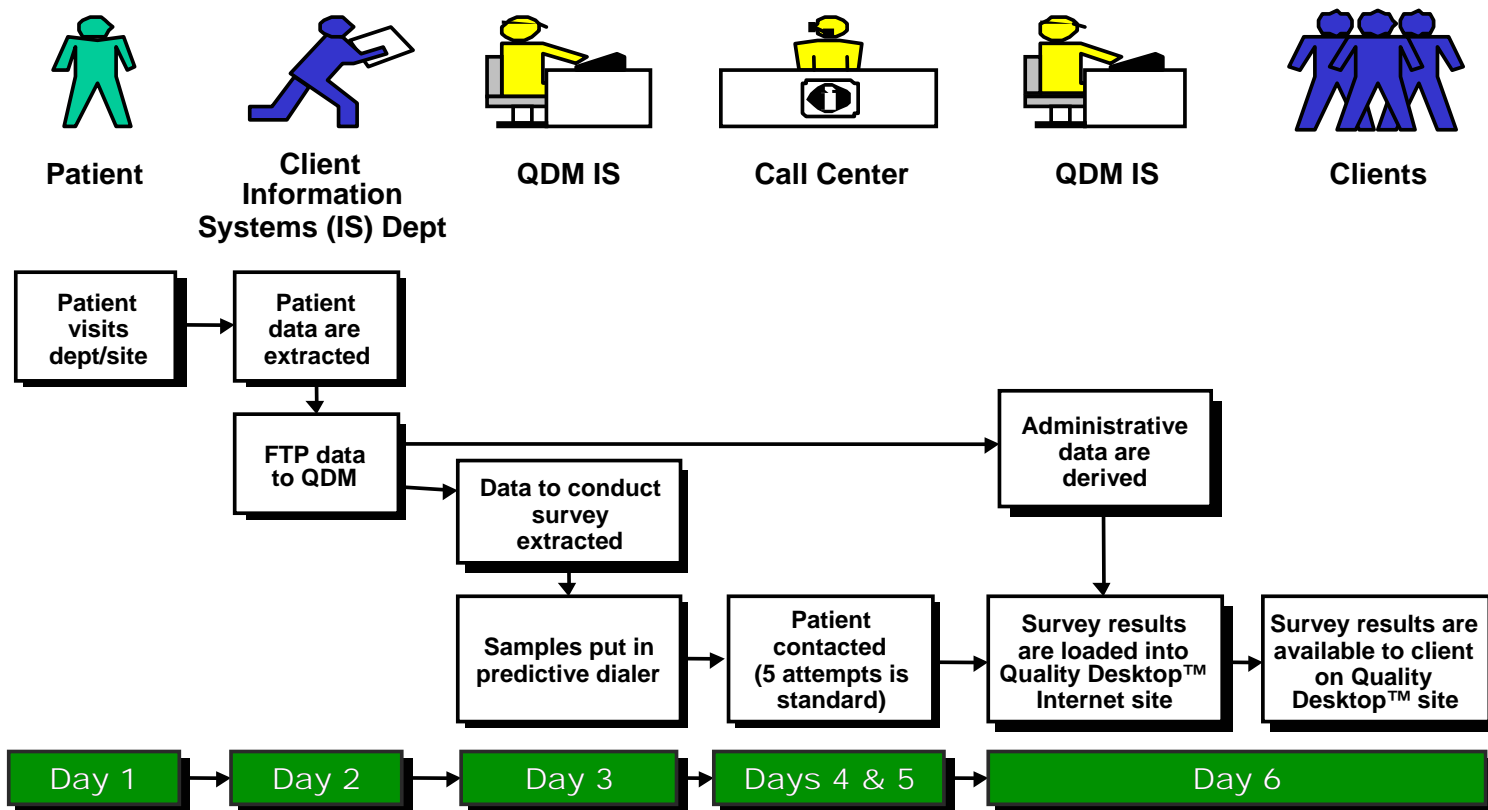 Patient
Client
Information
Systems (IS) Dept
QDM IS
Call Center
QDM IS
Clients
Patient
visits
dept/site
Patient
data are
extracted
FTP data
to QDM
Data to conduct
survey
extracted
Administrative
data are
derived
Samples put in
predictive dialer
Patient
contacted
(5 attempts is
standard)
Survey results
are loaded into
Quality Desktop™
Internet site
Survey results are
available to client
on Quality
Desktop™ site
Day 1
Day 2
Day 3
Days 4 & 5
Day 6